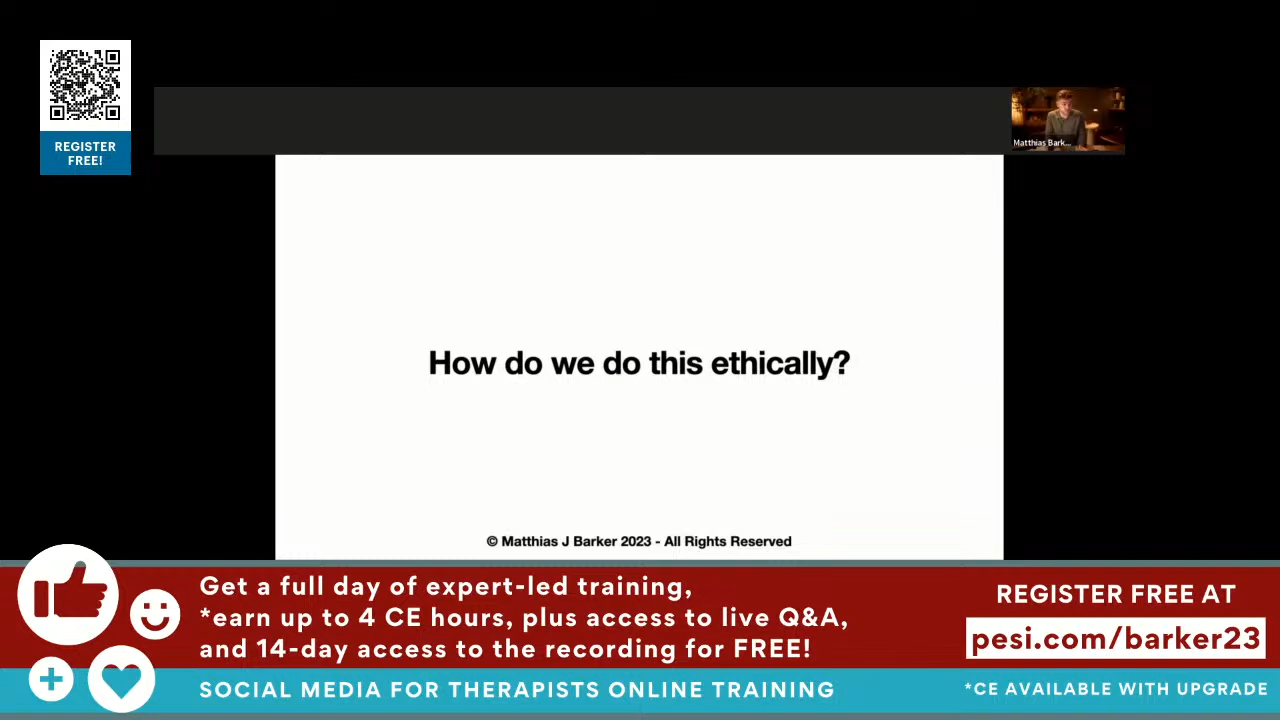 REGISTER
FREE!
Matthias Bark...
How do we do this ethically?
© Matthias J Barker 2023 - All Rights Reserved
Get a full day of expert-led training,
*earn up to 4 CE hours, plus access to live Q&A,
and 14-day access to the recording for FREE!
REGISTER FREE AT
pesi.com/barker23
SOCIAL MEDIA FOR THERAPISTS ONLINE TRAINING
*CE AVAILABLE WITH UPGRADE